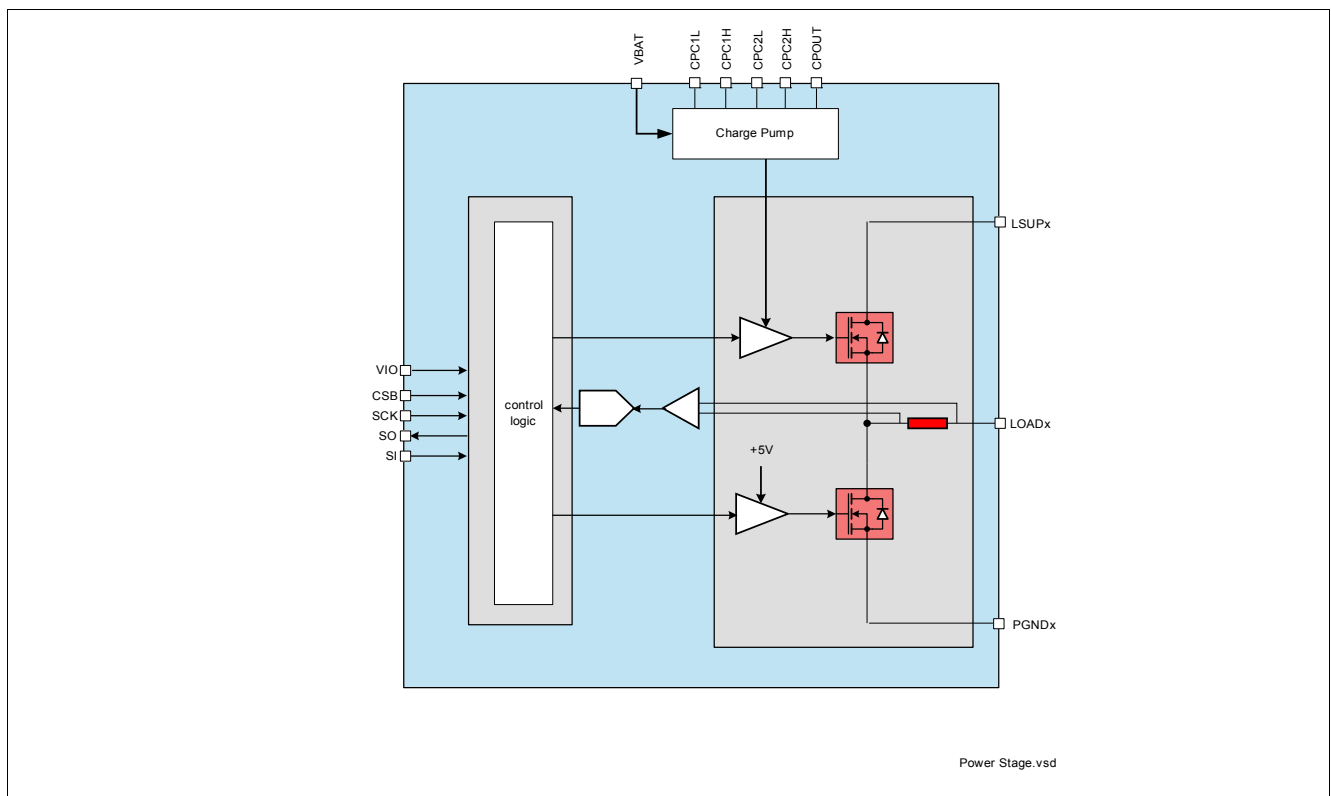 VBAT
CPC1L
CPC1H
CPC2L
CPC2H
CPOUT
Charge Pump
LSUPx
VIO
CSB
SCK
SO
SI
control
logic
LOADx
+5V
PGNDx
Power Stage.vsd